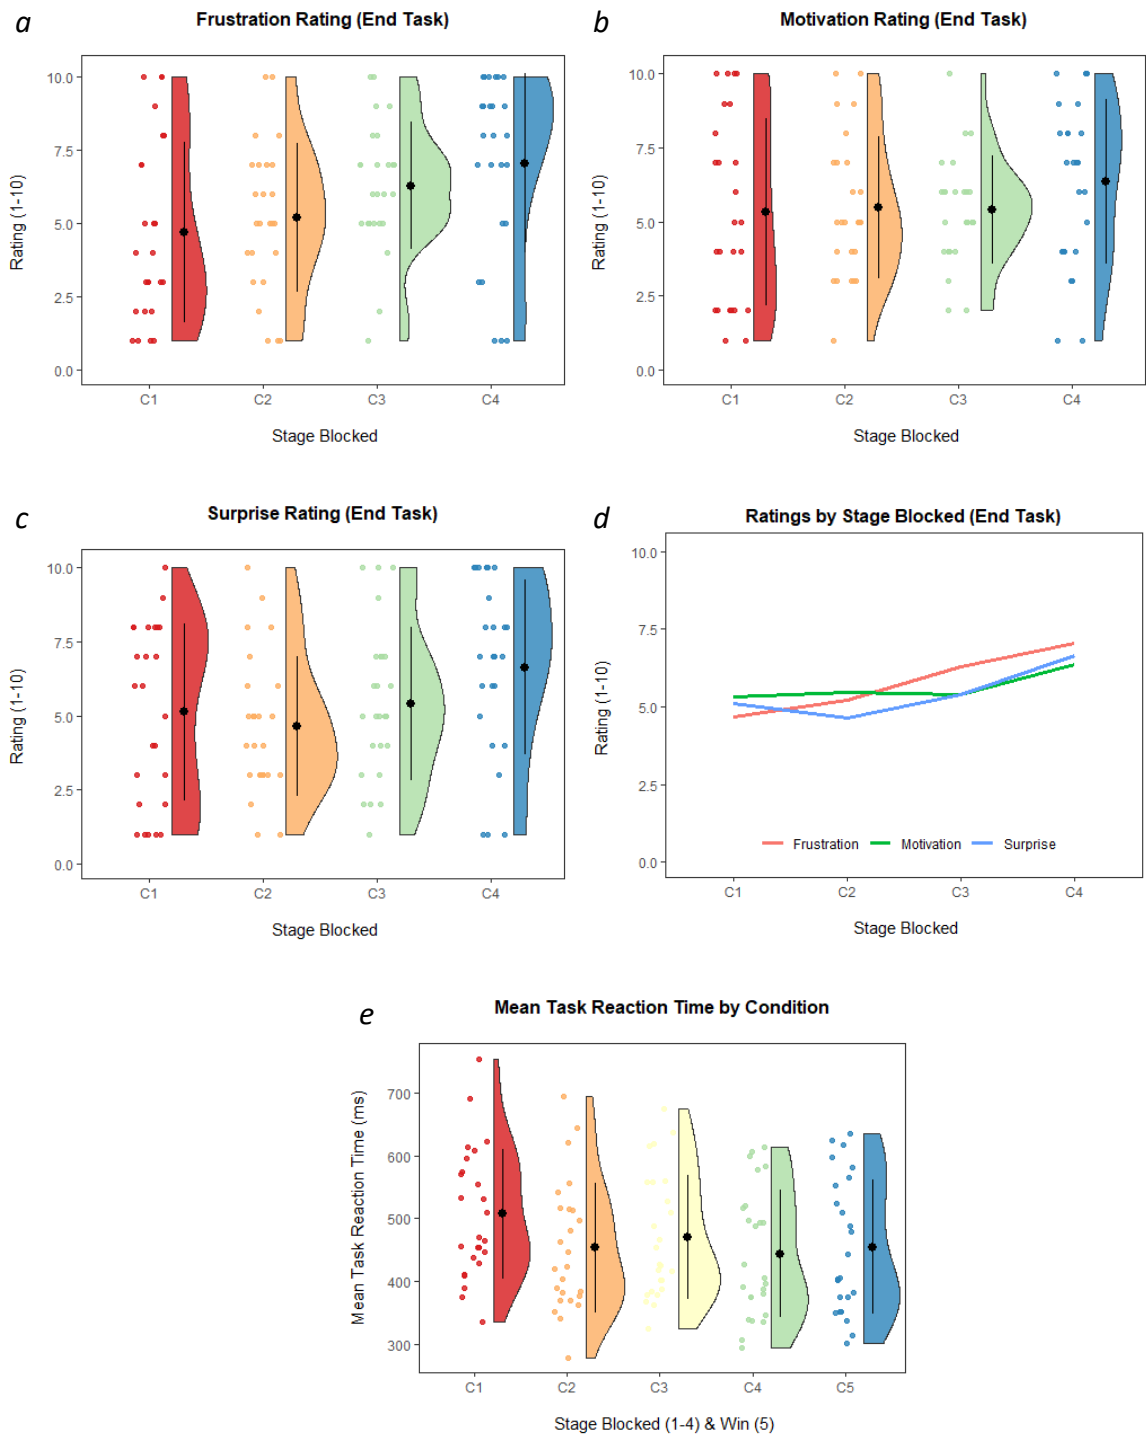 a
Frustration Rating (End Task)
Rating (1-10)
10.0
7.5
5.0
2.5
0.0
C1 C2 C3 C4
Stage Blocked
b
Motivation Rating (End Task)
Rating (1-10)
10.0
7.5
5.0
2.5
0.0
C1 C2 C3 C4
Stage Blocked
c
Surprise Rating (End Task)
Rating (1-10)
10.0
7.5
5.0
2.5
0.0
C1 C2 C3 C4
Stage Blocked
d
Ratings by Stage Blocked (End Task)
Rating (1-10)
10.0
7.5
5.0
2.5
0.0
Frustration Motivation Surprise
C1 C2 C3 C4
Stage Blocked
e
Mean Task Reaction Time by Condition
Mean Task Reaction Time (ms)
700
600
500
400
300
C1 C2 C3 C4 C5
Stage Blocked (1-4) & Win (5)